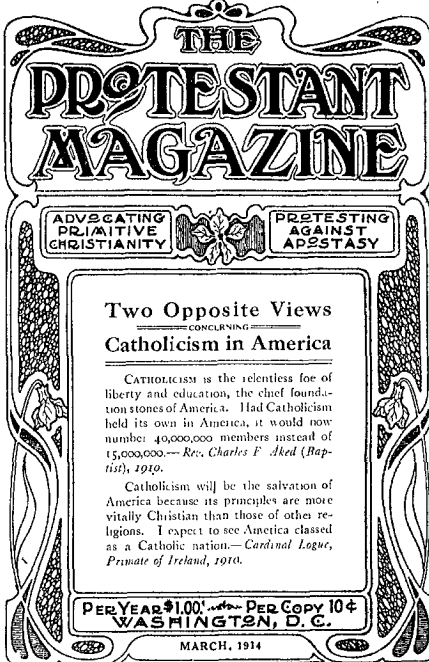 THE
PROTESTANT
MAGAZINE
ADVOCATING
PRIMITIVE
CHRISTIANITY
PROTESTING
AGAINST
APOSTASY
Two Opposite Views
CONCERNING
Catholicism in America
CATHOLICISM is the relentless foe of
liberty and education, the chief founda-
tion stones of America. Had Catholicism
held its own in America, it would now
number 40,000,000 members instead of
15,000,000.— Rev. Charles F. Aked (Bap-
tist), 1910.
Catholicism will be the salvation of
America because its principles are more
vitally Christian than those of other re-
ligions. I expect to see America classed
as a Catholic nation.— Cardinal Logue,
Primate of Ireland, 1910.
PER YEAR $1.00. PER COPY 10¢
WASHINGTON, D. C.
MARCH, 1914